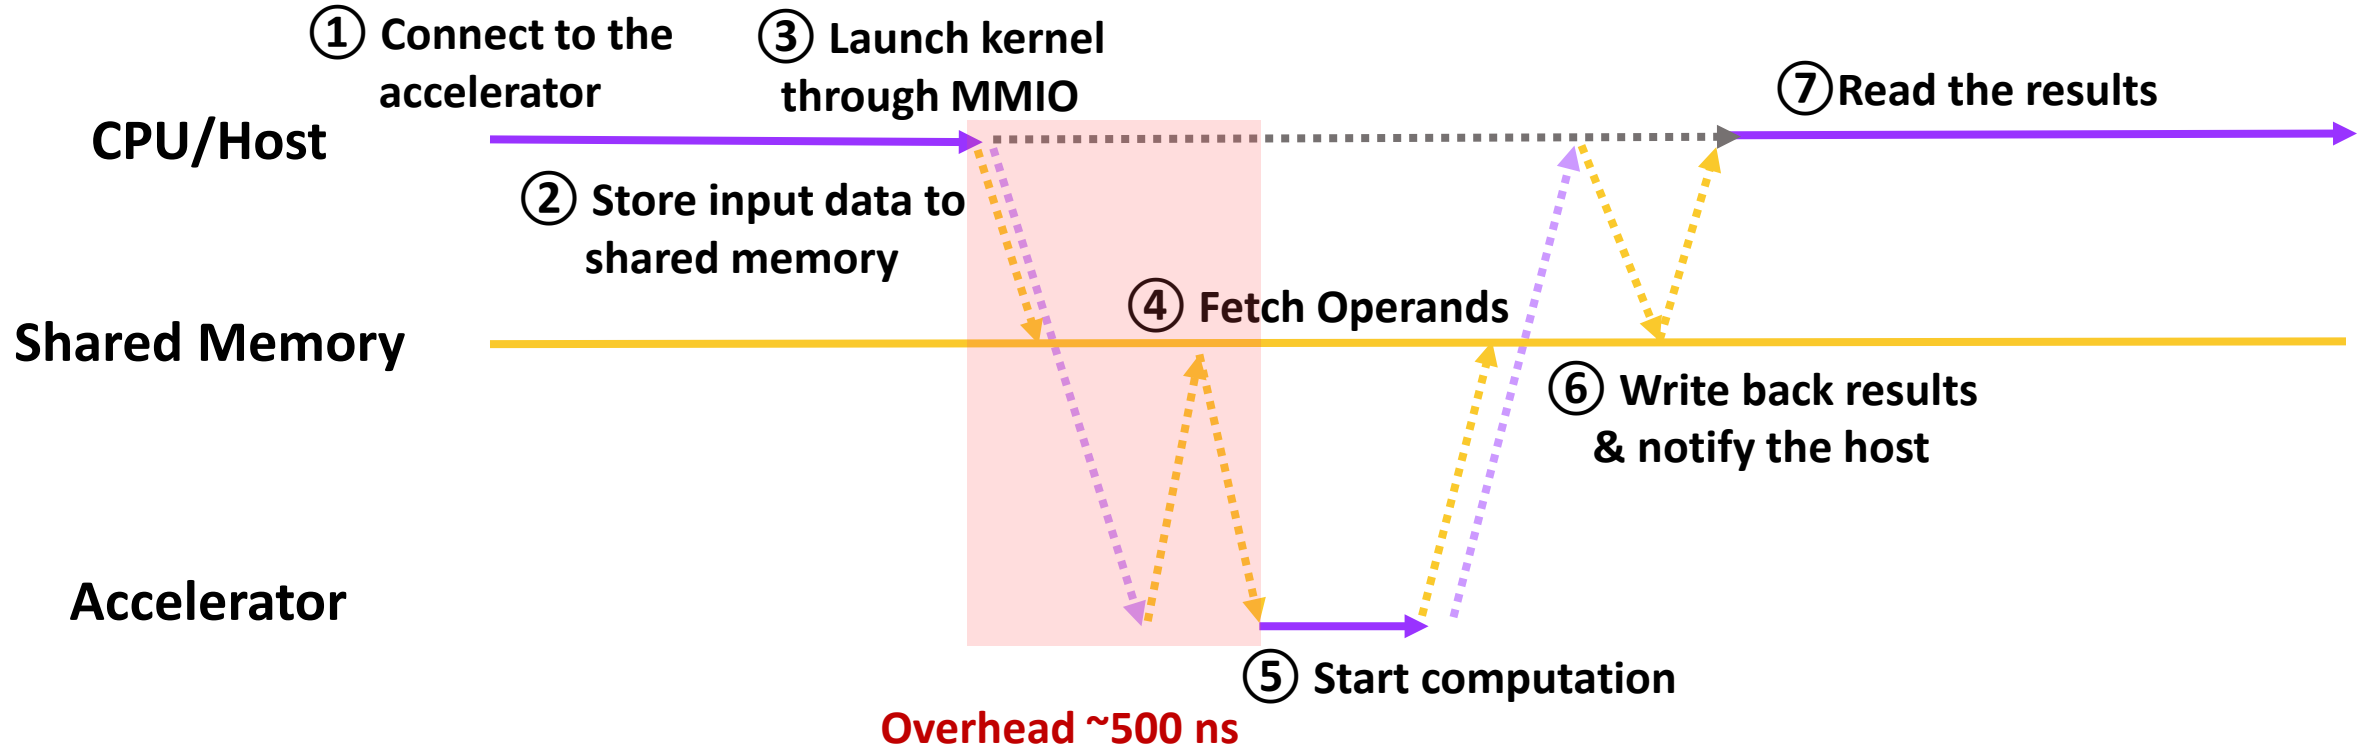 ① Connect to the
accelerator
③ Launch kernel
through MMIO
⑦Read the results
CPU/Host
② Store input data to
shared memory
④ Fetch Operands
Shared Memory
⑥ Write back results
& notify the host
Accelerator
⑤ Start computation
Overhead ~500 ns